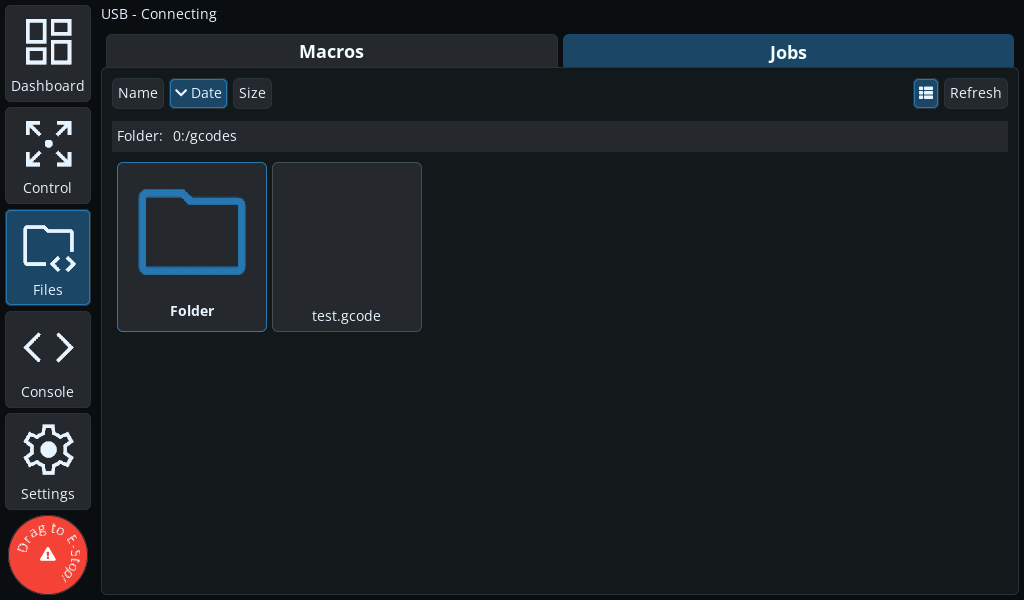 USB - Connecting
Dashboard
Control
Files
Console
Settings
Drag to E-Stop!
Macros
Jobs
Name
Date
Size
Refresh
Folder: 0:/gcodes
Folder
test.gcode